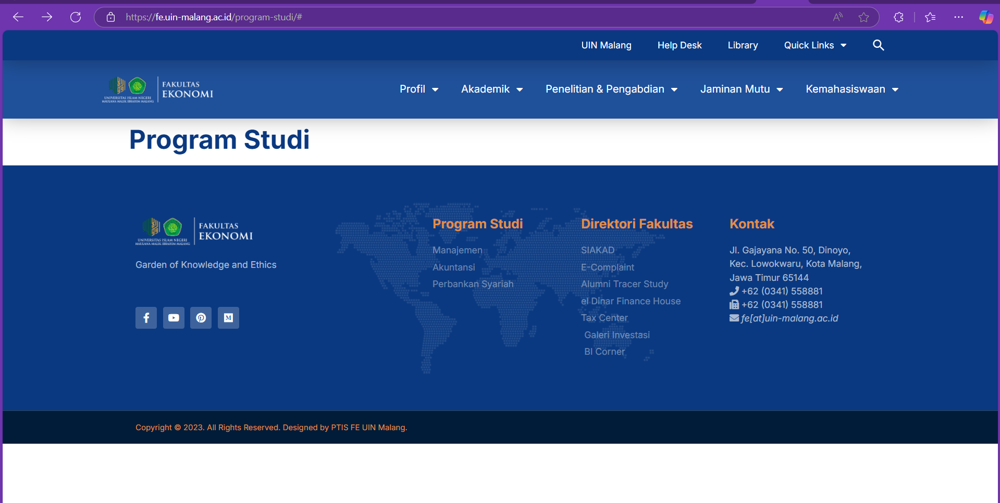 https://fe.uin-malang.ac.id/program-studi/#
UIN Malang
Help Desk
Library
Quick Links
UNIVERSITAS ISLAM NEGERI
MAULANA MALIK IBRAHIM MALANG
FAKULTAS
EKONOMI
Profil
Akademik
Penelitian & Pengabdian
Jaminan Mutu
Kemahasiswaan
Program Studi
UNIVERSITAS ISLAM NEGERI
MAULANA MALIK IBRAHIM MALANG
FAKULTAS
EKONOMI
Garden of Knowledge and Ethics
Program Studi
Manajemen
Akuntansi
Perbankan Syariah
Direktori Fakultas
SIAKAD
E-Complaint
Alumni Tracer Study
el Dinar Finance House
Tax Center
Galeri Investasi
BI Corner
Kontak
Jl. Gajayana No. 50, Dinoyo,
Kec. Lowokwaru, Kota Malang,
Jawa Timur 65144
+62 (0341) 558881
+62 (0341) 558881
fe[at]uin-malang.ac.id
Copyright © 2023. All Rights Reserved. Designed by PTIS FE UIN Malang.